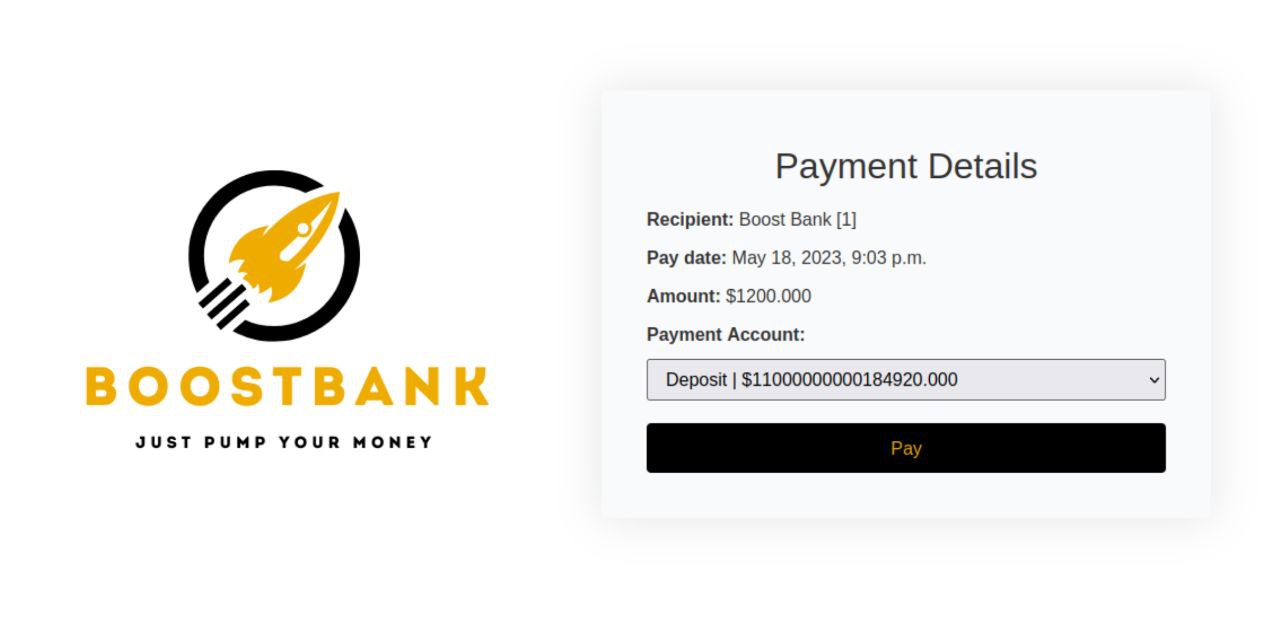 BOOSTBANK
JUST PUMP YOUR MONEY
Payment Details
Recipient: Boost Bank [1]
Pay date: May 18, 2023, 9:03 p.m.
Amount: $1200.000
Payment Account:
Deposit | $11000000000184920.000
Pay